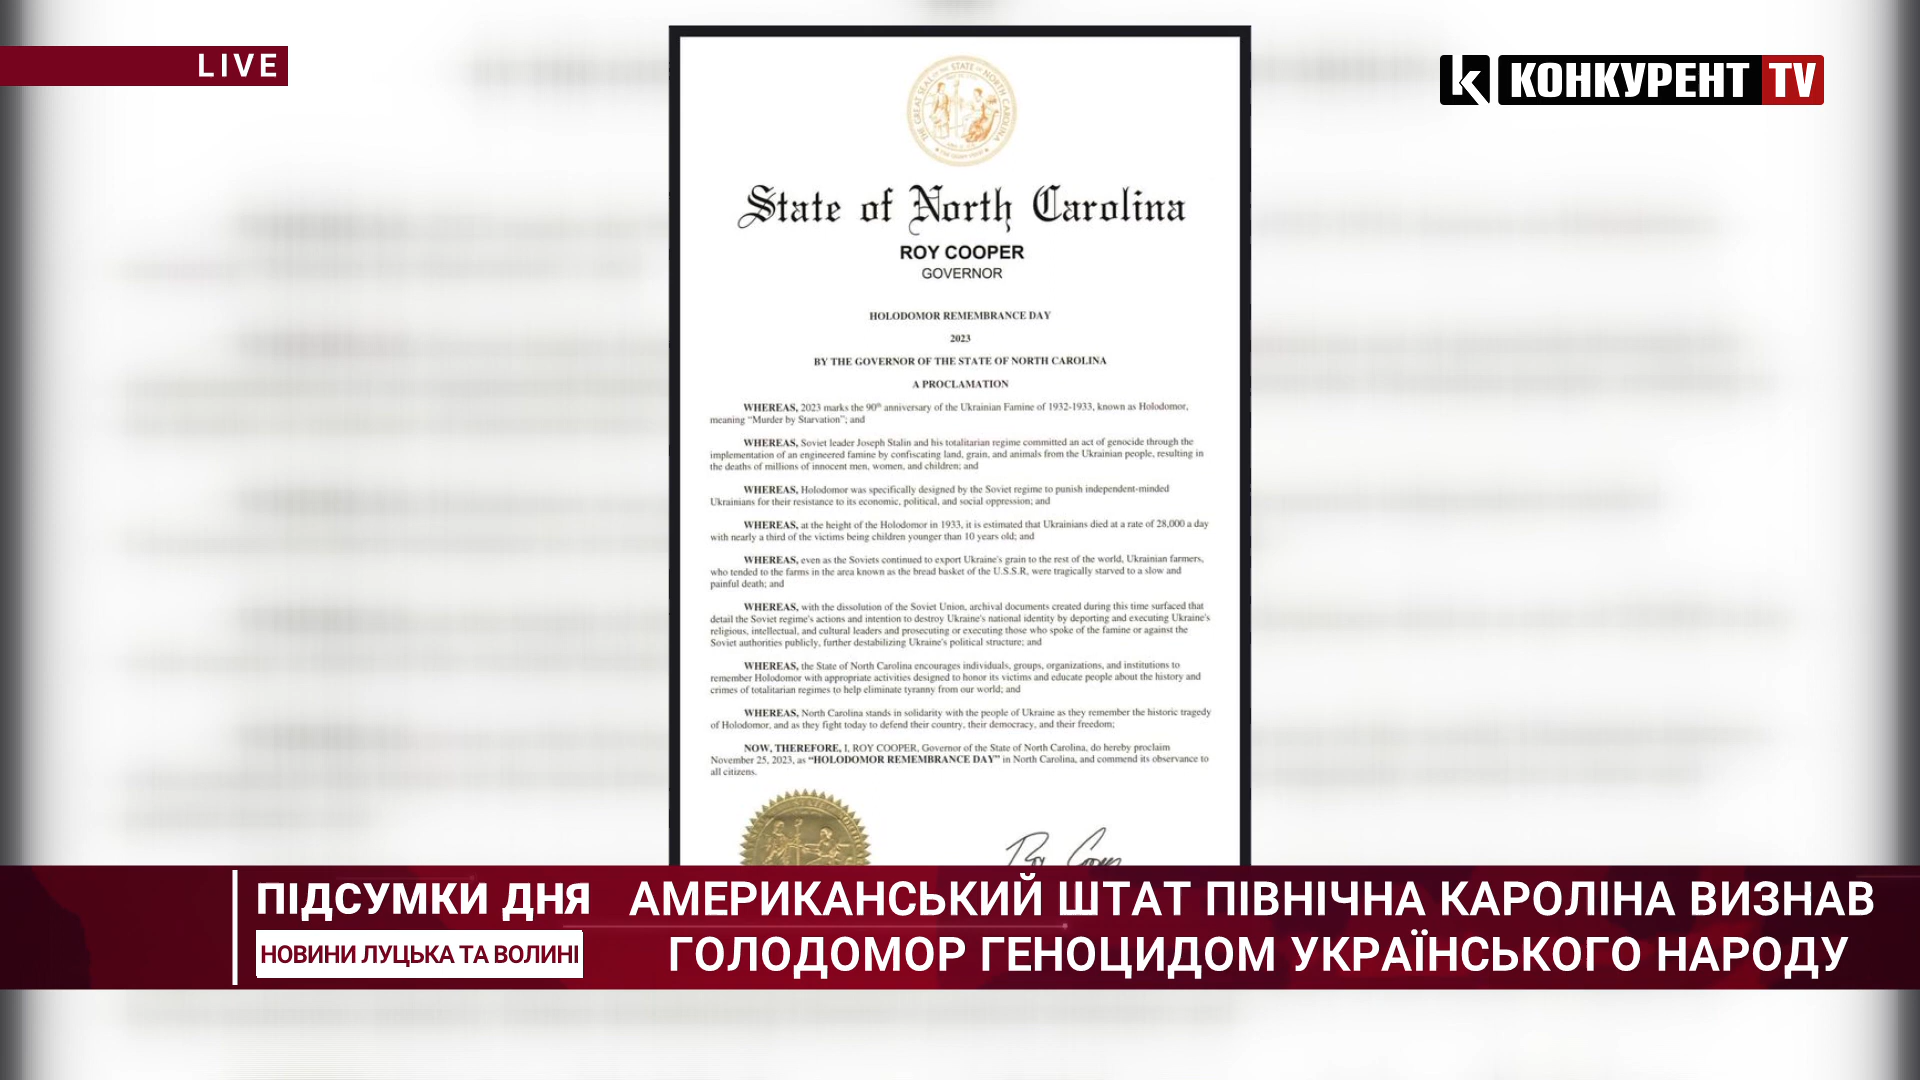 LIVE
КОНКУРЕНТ TV
THE GREAT SEAL OF THE STATE OF NORTH CAROLINA
State of North Carolina
ROY COOPER
GOVERNOR
HOLODOMOR REMEMBRANCE DAY
2023
BY THE GOVERNOR OF THE STATE OF NORTH CAROLINA
A PROCLAMATION
WHEREAS, 2023 marks the 90th anniversary of the Ukrainian Famine of 1932-1933, known as Holodomor,
meaning “Murder by Starvation”; and
WHEREAS, Soviet leader Joseph Stalin and his totalitarian regime committed an act of genocide through the
implementation of an engineered famine by confiscating land, grain, and animals from the Ukrainian people, resulting in
the deaths of millions of innocent men, women, and children; and
WHEREAS, Holodomor was specifically designed by the Soviet regime to punish independent-minded
Ukrainians for their resistance to its economic, political, and social oppression; and
WHEREAS, at the height of the Holodomor in 1933, it is estimated that Ukrainians died at a rate of 28,000 a day
with nearly a third of the victims being children younger than 10 years old; and
WHEREAS, even as the Soviets continued to export Ukraine's grain to the rest of the world, Ukrainian farmers,
who tended to the farms in the area known as the bread basket of the U.S.S.R, were tragically starved to a slow and
painful death; and
WHEREAS, with the dissolution of the Soviet Union, archival documents created during this time surfaced that
detail the Soviet regime's actions and intention to destroy Ukraine's national identity by deporting and executing Ukraine's
religious, intellectual, and cultural leaders and prosecuting or executing those who spoke of the famine or against the
Soviet authorities publicly, further destabilizing Ukraine's political structure; and
WHEREAS, the State of North Carolina encourages individuals, groups, organizations, and institutions to
remember Holodomor with appropriate activities designed to honor its victims and educate people about the history and
crimes of totalitarian regimes to help eliminate tyranny from our world; and
WHEREAS, North Carolina stands in solidarity with the people of Ukraine as they remember the historic tragedy
of Holodomor, and as they fight today to defend their country, their democracy, and their freedom;
NOW, THEREFORE, I, ROY COOPER, Governor of the State of North Carolina, do hereby proclaim
November 25, 2023, as “HOLODOMOR REMEMBRANCE DAY” in North Carolina, and commend its observance to
all citizens.
Roy Cooper
ПІДСУМКИ ДНЯ
НОВИНИ ЛУЦЬКА ТА ВОЛИНІ
АМЕРИКАНСЬКИЙ ШТАТ ПІВНІЧНА КАРОЛІНА ВИЗНАВ
ГОЛОДОМОР ГЕНОЦИДОМ УКРАЇНСЬКОГО НАРОДУ